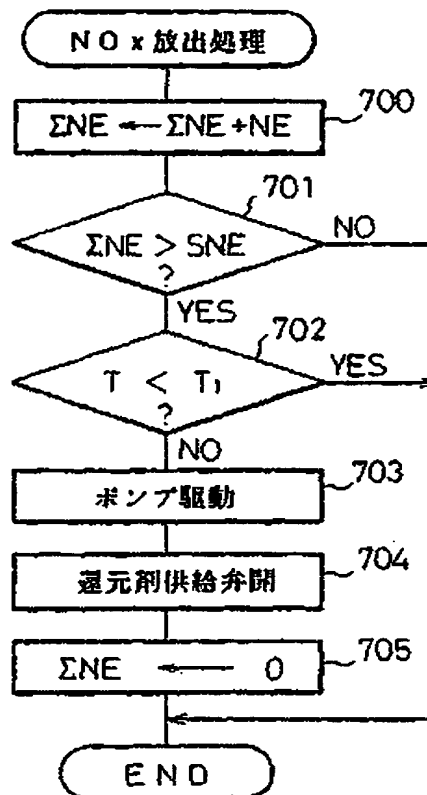 NOx放出処理
ΣNE ← ΣNE+NE
700
701
ΣNE > SNE
?
NO
YES
702
T < T₁
?
YES
NO
ポンプ駆動
703
還元剤供給弁開
704
ΣNE ← 0
705
END